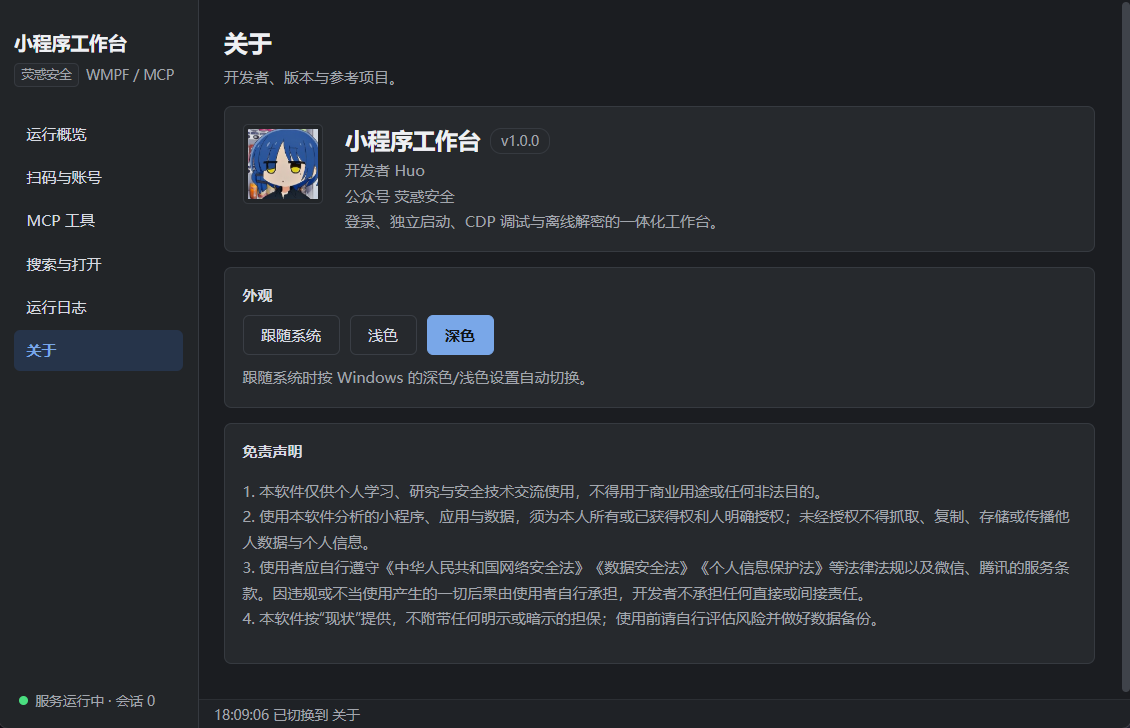 小程序工作台
荧惑安全 WMPF / MCP
运行概览
扫码与账号
MCP 工具
搜索与打开
运行日志
关于
服务运行中 · 会话 0
关于
开发者、版本与参考项目。
小程序工作台 v1.0.0
开发者 Huo
公众号 荧惑安全
登录、独立启动、CDP 调试与离线解密的一体化工作台。
外观
跟随系统 浅色 深色
跟随系统时按 Windows 的深色/浅色设置自动切换。
免责声明
1. 本软件仅供个人学习、研究与安全技术交流使用，不得用于商业用途或任何非法目的。
2. 使用本软件分析的小程序、应用与数据，须为本人所有或已获得权利人明确授权；未经授权不得抓取、复制、存储或传播他
人数据与个人信息。
3. 使用者应自行遵守《中华人民共和国网络安全法》《数据安全法》《个人信息保护法》等法律法规以及微信、腾讯的服务条
款。因违规或不当使用产生的一切后果由使用者自行承担，开发者不承担任何直接或间接责任。
4. 本软件按“现状”提供，不附带任何明示或暗示的担保；使用前请自行评估风险并做好数据备份。
18:09:06 已切换到 关于